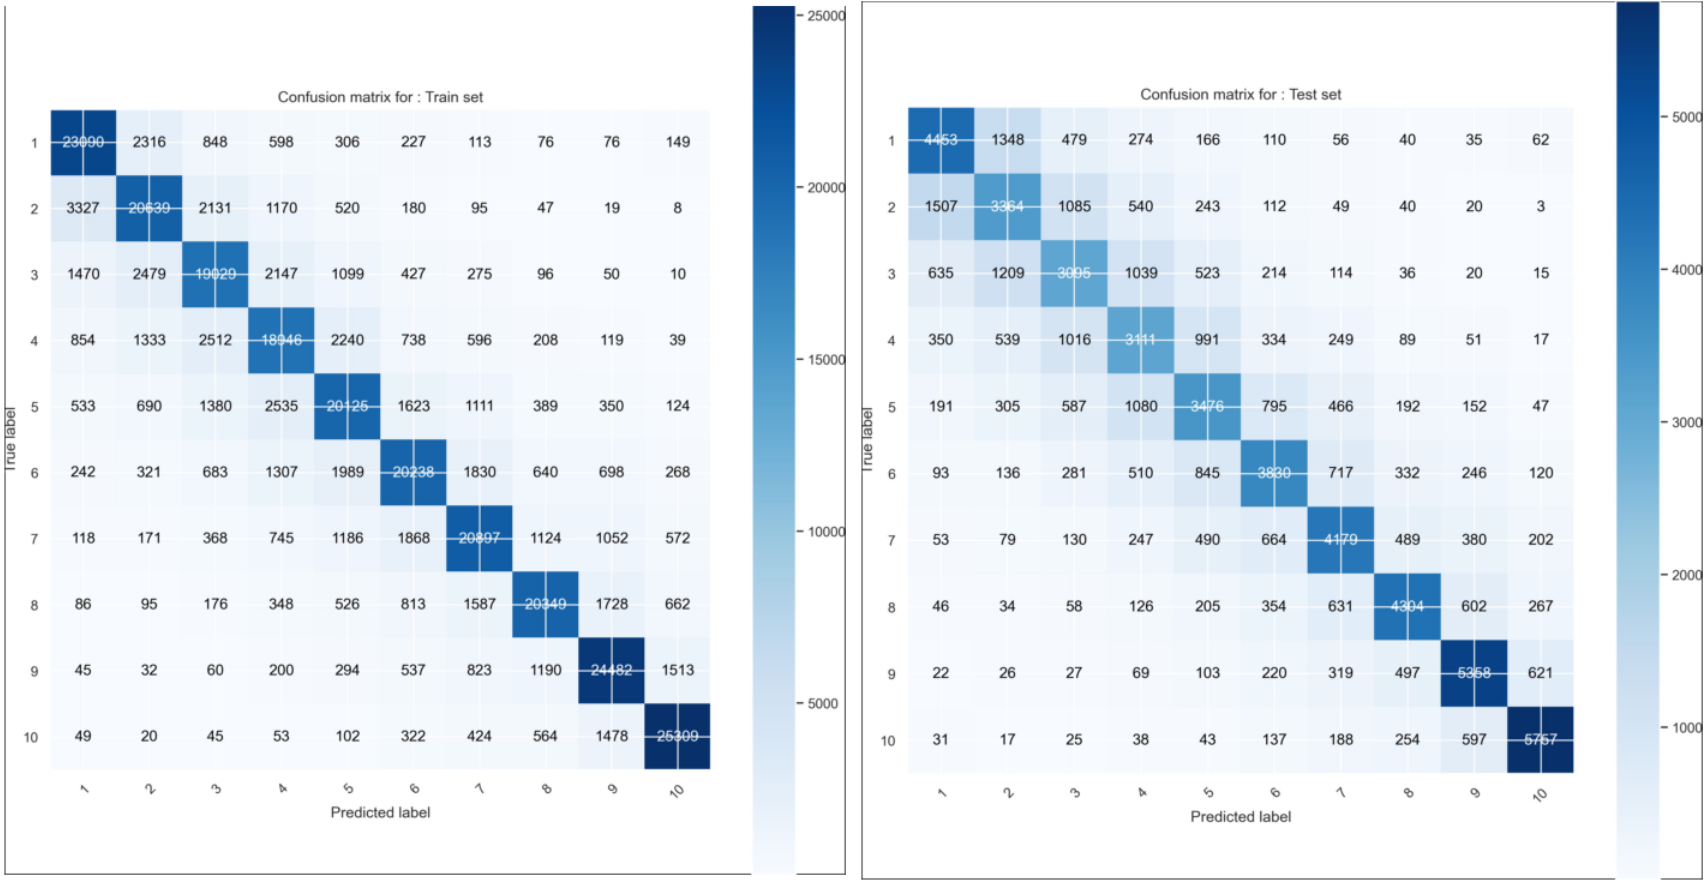 25000
Confusion matrix for : Train set
1 23090 2316 848 598 306 227 113 76 76 149
20000
2 3327 20639 2131 1170 520 180 95 47 19 8
3 1470 2479 19029 2147 1099 427 275 96 50 10
4 854 1333 2512 18946 2240 738 596 208 119 39
15000
5 533 690 1380 2535 20125 1623 1111 389 350 124
True label
6 242 321 683 1307 1989 20238 1830 640 698 268
10000
7 118 171 368 745 1186 1868 20897 1124 1052 572
8 86 95 176 348 526 813 1587 20349 1728 662
9 45 32 60 200 294 537 823 1190 24482 1513
5000
10 49 20 45 53 102 322 424 564 1478 25309
1 2 3 4 5 6 7 8 9 10
Predicted label
Confusion matrix for : Test set
5000
1 4453 1348 479 274 166 110 56 40 35 62
2 1507 3364 1085 540 243 112 49 40 20 3
4000
3 635 1209 3095 1039 523 214 114 36 20 15
4 350 539 1016 3111 991 334 249 89 51 17
5 191 305 587 1080 3476 795 466 192 152 47
3000
True label
6 93 136 281 510 845 3830 717 332 246 120
7 53 79 130 247 490 664 4179 489 380 202
2000
8 46 34 58 126 205 354 631 4304 602 267
9 22 26 27 69 103 220 319 497 5358 621
1000
10 31 17 25 38 43 137 188 254 597 5757
1 2 3 4 5 6 7 8 9 10
Predicted label